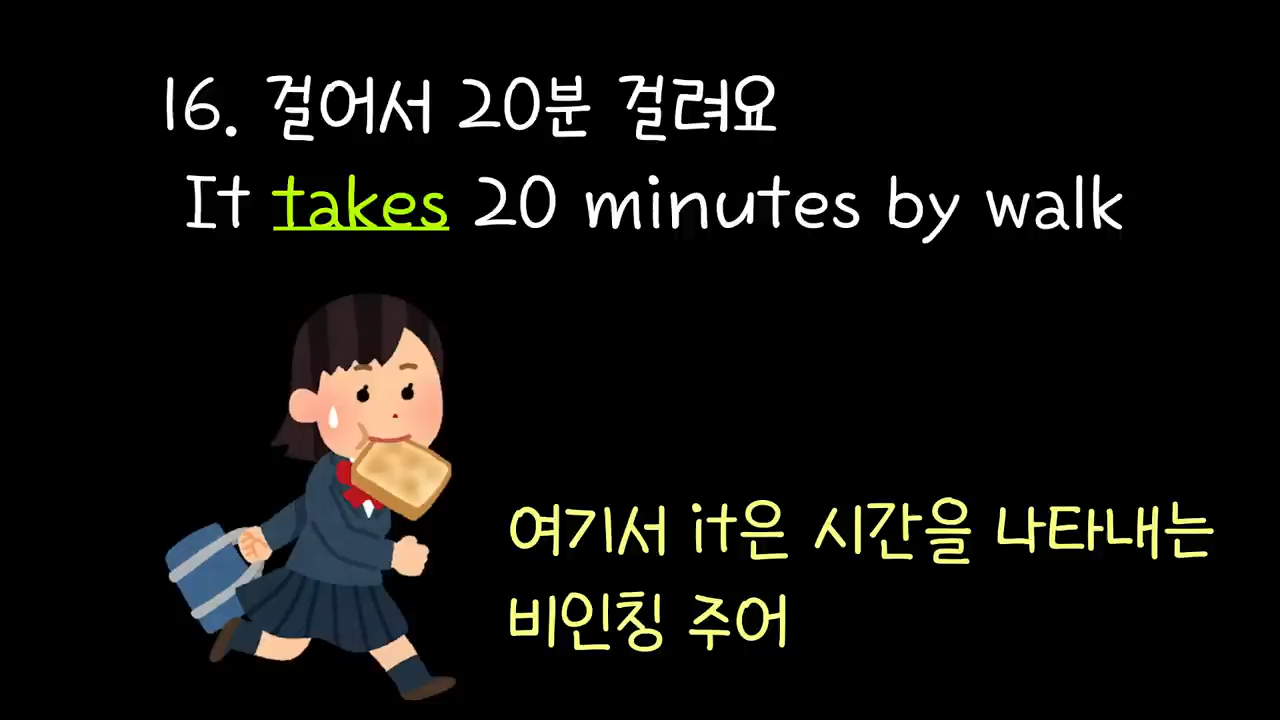 16. 걸어서 20분 걸려요
It takes 20 minutes by walk
여기서 it은 시간을 나타내는
비인칭 주어